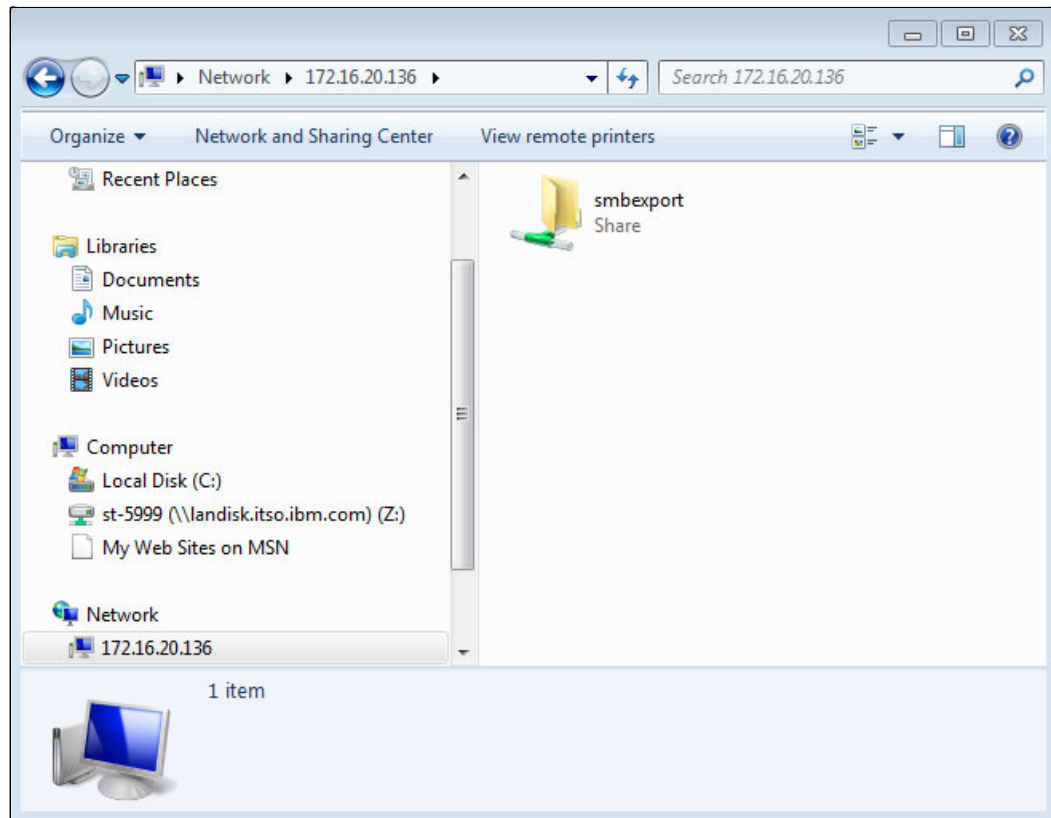 Network 172.16.20.136
Search 172.16.20.136
Organize Network and Sharing Center View remote printers
Recent Places
Libraries
Documents
Music
Pictures
Videos
Computer
Local Disk (C:)
st-5999 (\\landisk.itso.ibm.com) (Z:)
My Web Sites on MSN
Network
172.16.20.136
smbexport
Share
1 item